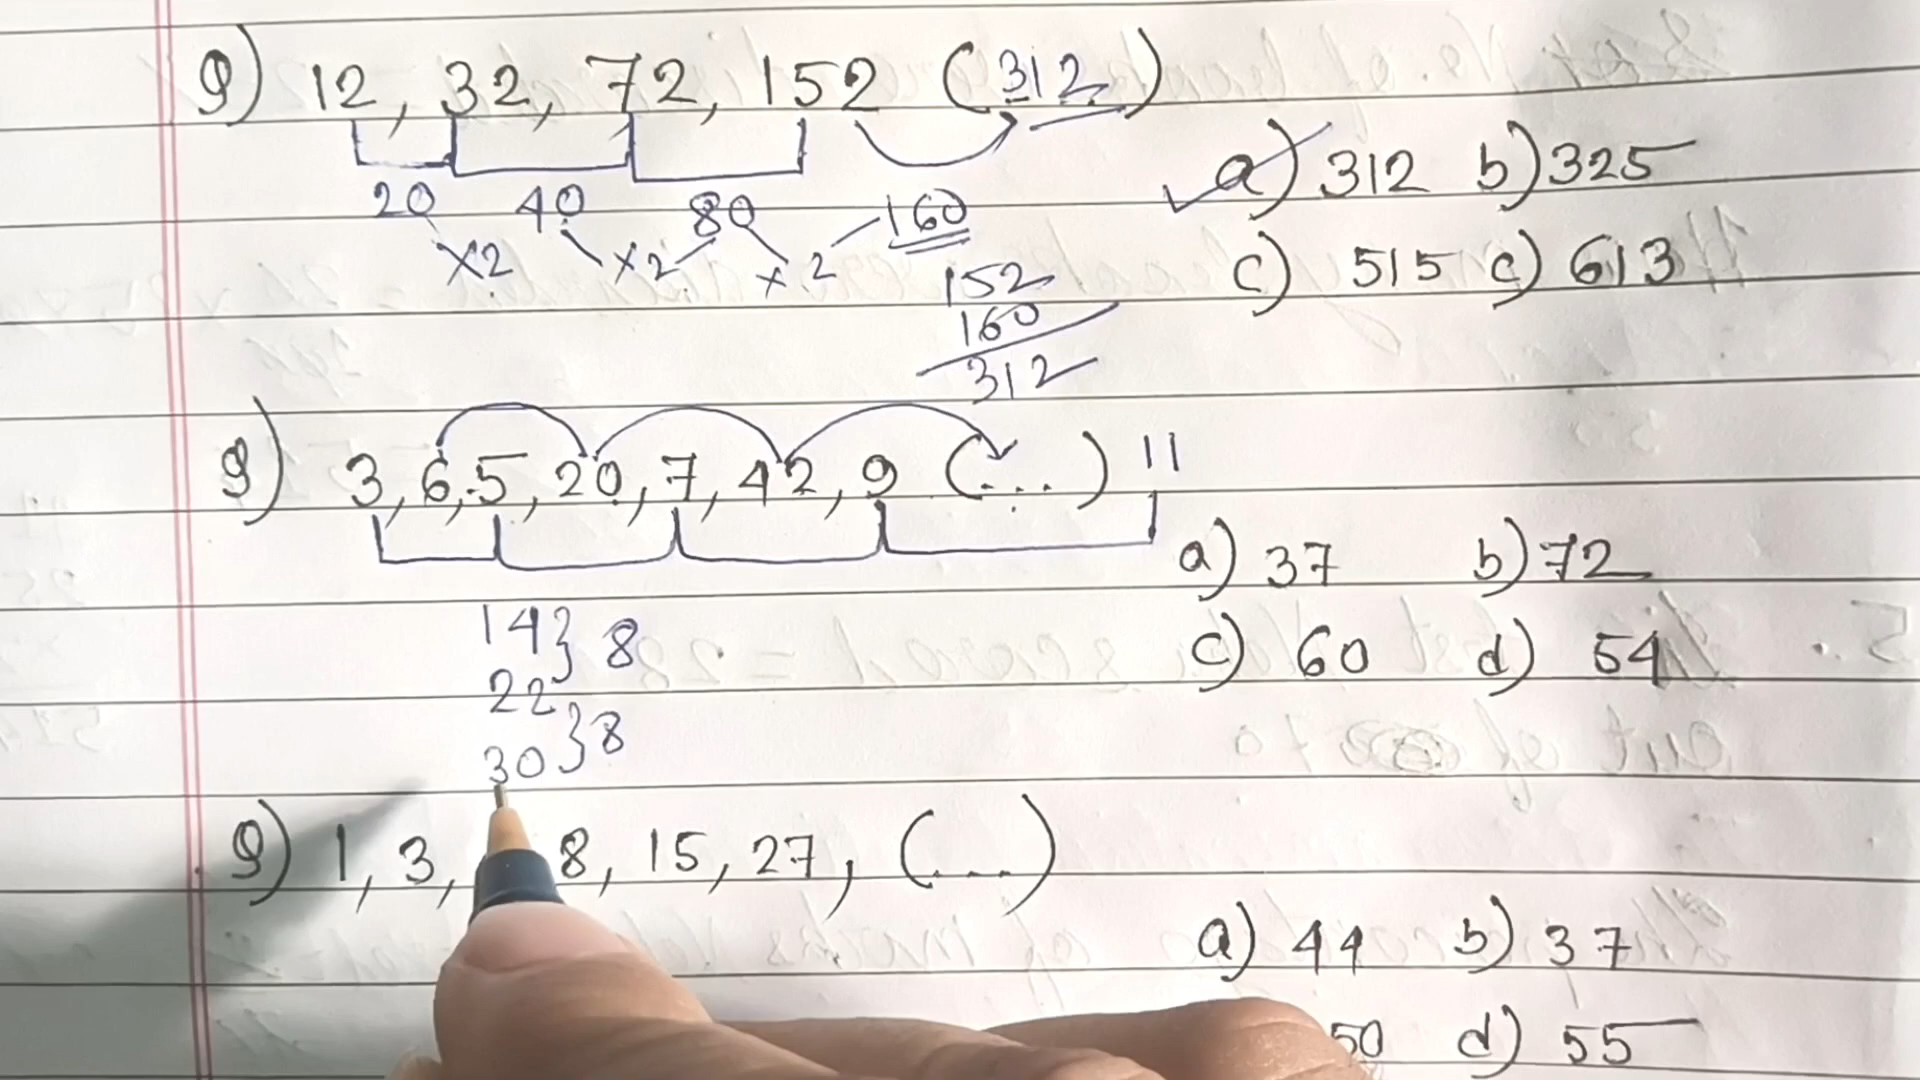 Q) 12, 32, 72, 152 (312)
a) 312 b) 325
20 40 80 160
×2 ×2 ×2
c) 515 c) 613
152
160
312
Q) 3, 6, 5, 20, 7, 42, 9 (...) 11
a) 37 b) 72
14} 8
c) 60 d) 54
22
}8
30
Q) 1, 3, 8, 15, 27, (...)
a) 44 b) 37
50 d) 55